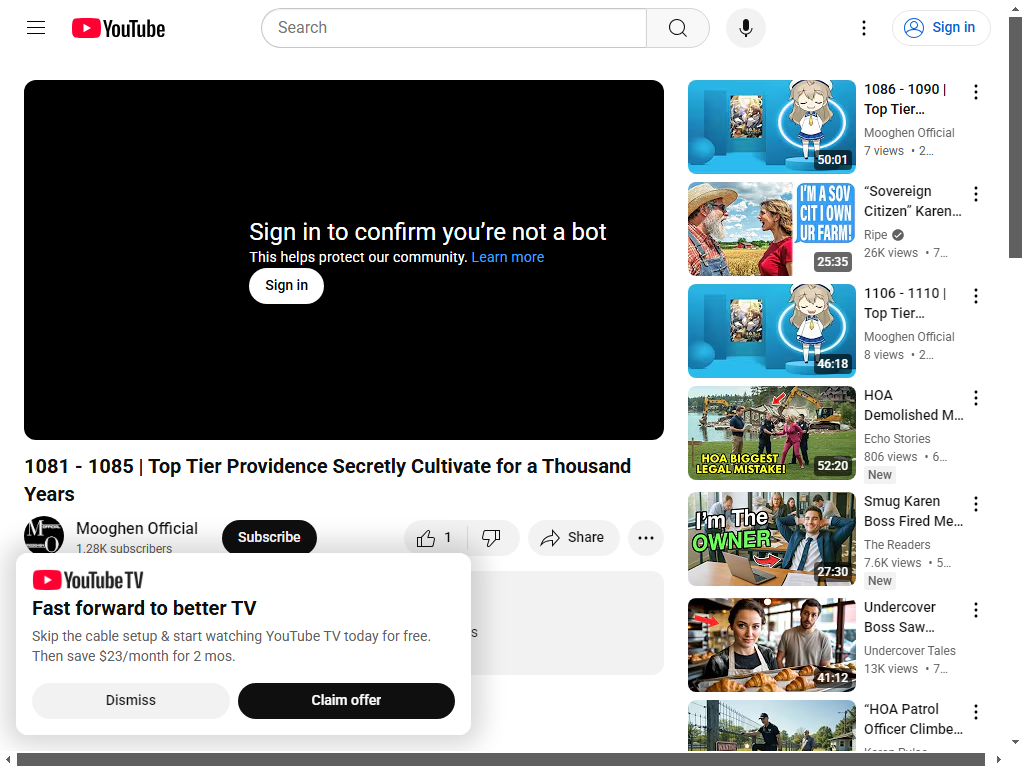 YouTube
Search
Sign in
Sign in to confirm you're not a bot
This helps protect our community. Learn more
Sign in
1081 - 1085 | Top Tier Providence Secretly Cultivate for a Thousand
Years
Mooghen Official
1.28K subscribers
Subscribe
1
Share
s
YouTube TV
Fast forward to better TV
Skip the cable setup & start watching YouTube TV today for free.
Then save $23/month for 2 mos.
Dismiss
Claim offer
50:01
1086 - 1090 |
Top Tier…
Mooghen Official
7 views • 2…
I'M A SOV
CIT I OWN
UR FARM!
25:35
“Sovereign
Citizen” Karen…
Ripe
26K views • 7…
46:18
1106 - 1110 |
Top Tier…
Mooghen Official
8 views • 2…
HOA BIGGEST
LEGAL MISTAKE!
52:20
HOA
Demolished M…
Echo Stories
806 views • 6…
New
I'm The
OWNER
27:30
Smug Karen
Boss Fired Me…
The Readers
7.6K views • 5…
New
41:12
Undercover
Boss Saw…
Undercover Tales
13K views • 7…
“HOA Patrol
Officer Climbe…